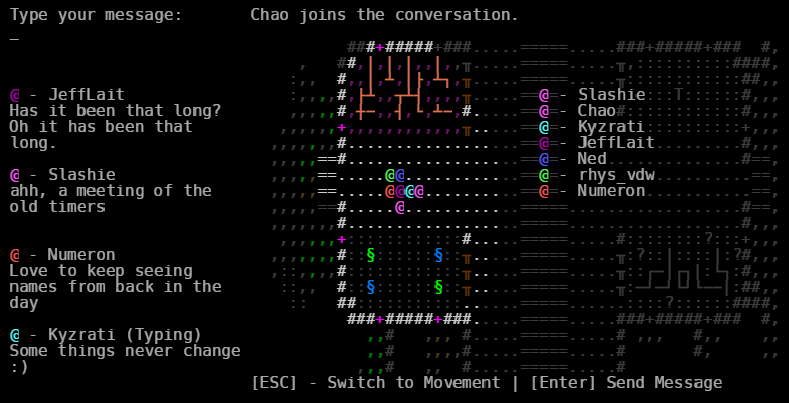 Type your message:
_
Chao joins the conversation.
@ - JeffLait
Has it been that long?
Oh it has been that
long.
@ - Slashie
ahh, a meeting of the
old timers
@ - Numeron
Love to keep seeing
names from back in the
day
@ - Kyzrati (Typing)
Some things never change
:)
@ - Slashie
@ - Chao
@ - Kyzrati
@ - JeffLait
@ - Ned
@ - rhys_vdw
@ - Numeron
[ESC] - Switch to Movement | [Enter] Send Message